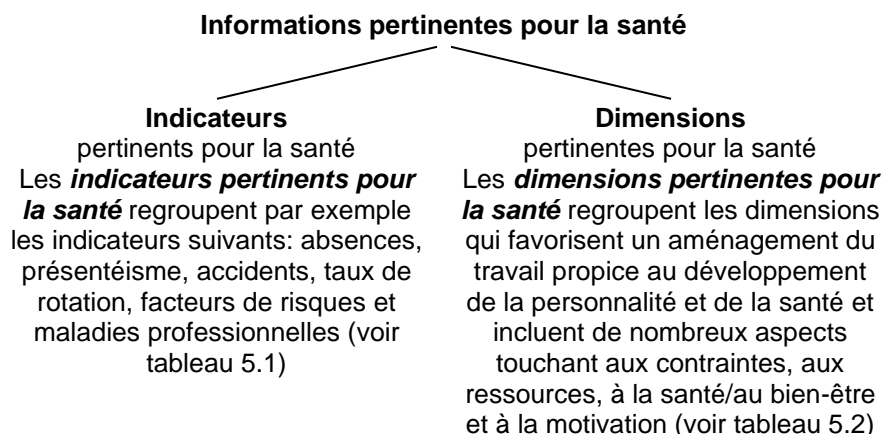 Informations pertinentes pour la santé
Indicateurs
pertinents pour la santé
Les indicateurs pertinents pour
la santé regroupent par exemple
les indicateurs suivants: absences,
présentéisme, accidents, taux de
rotation, facteurs de risques et
maladies professionnelles (voir
tableau 5.1)
Dimensions
pertinentes pour la santé
Les dimensions pertinentes pour
la santé regroupent les dimensions
qui favorisent un aménagement du
travail propice au développement
de la personnalité et de la santé et
incluent de nombreux aspects
touchant aux contraintes, aux
ressources, à la santé/au bien-être
et à la motivation (voir tableau 5.2)